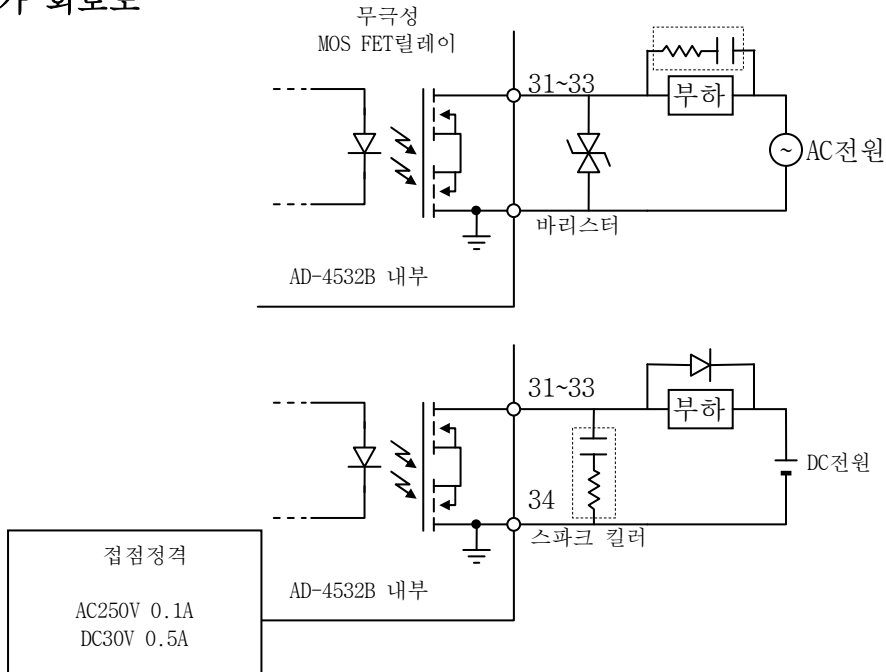 회로도
무극성
MOS FET릴레이
31~33
부하
~
AC전원
바리스터
AD-4532B 내부
31~33
부하
DC전원
34
스파크 킬러
접점정격
AC250V 0.1A
DC30V 0.5A
AD-4532B 내부